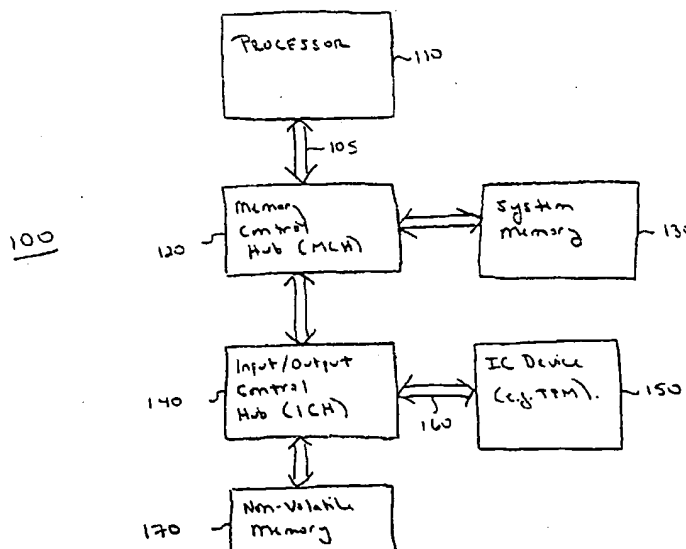 PROCESSOR
110
105
Memory
Control
Hub (MCH)
120
System
Memory
130
100
Input/Output
Control
Hub (ICH)
140
IC Device
(e.g. TPM).
150
160
Non-Volatile
Memory
170